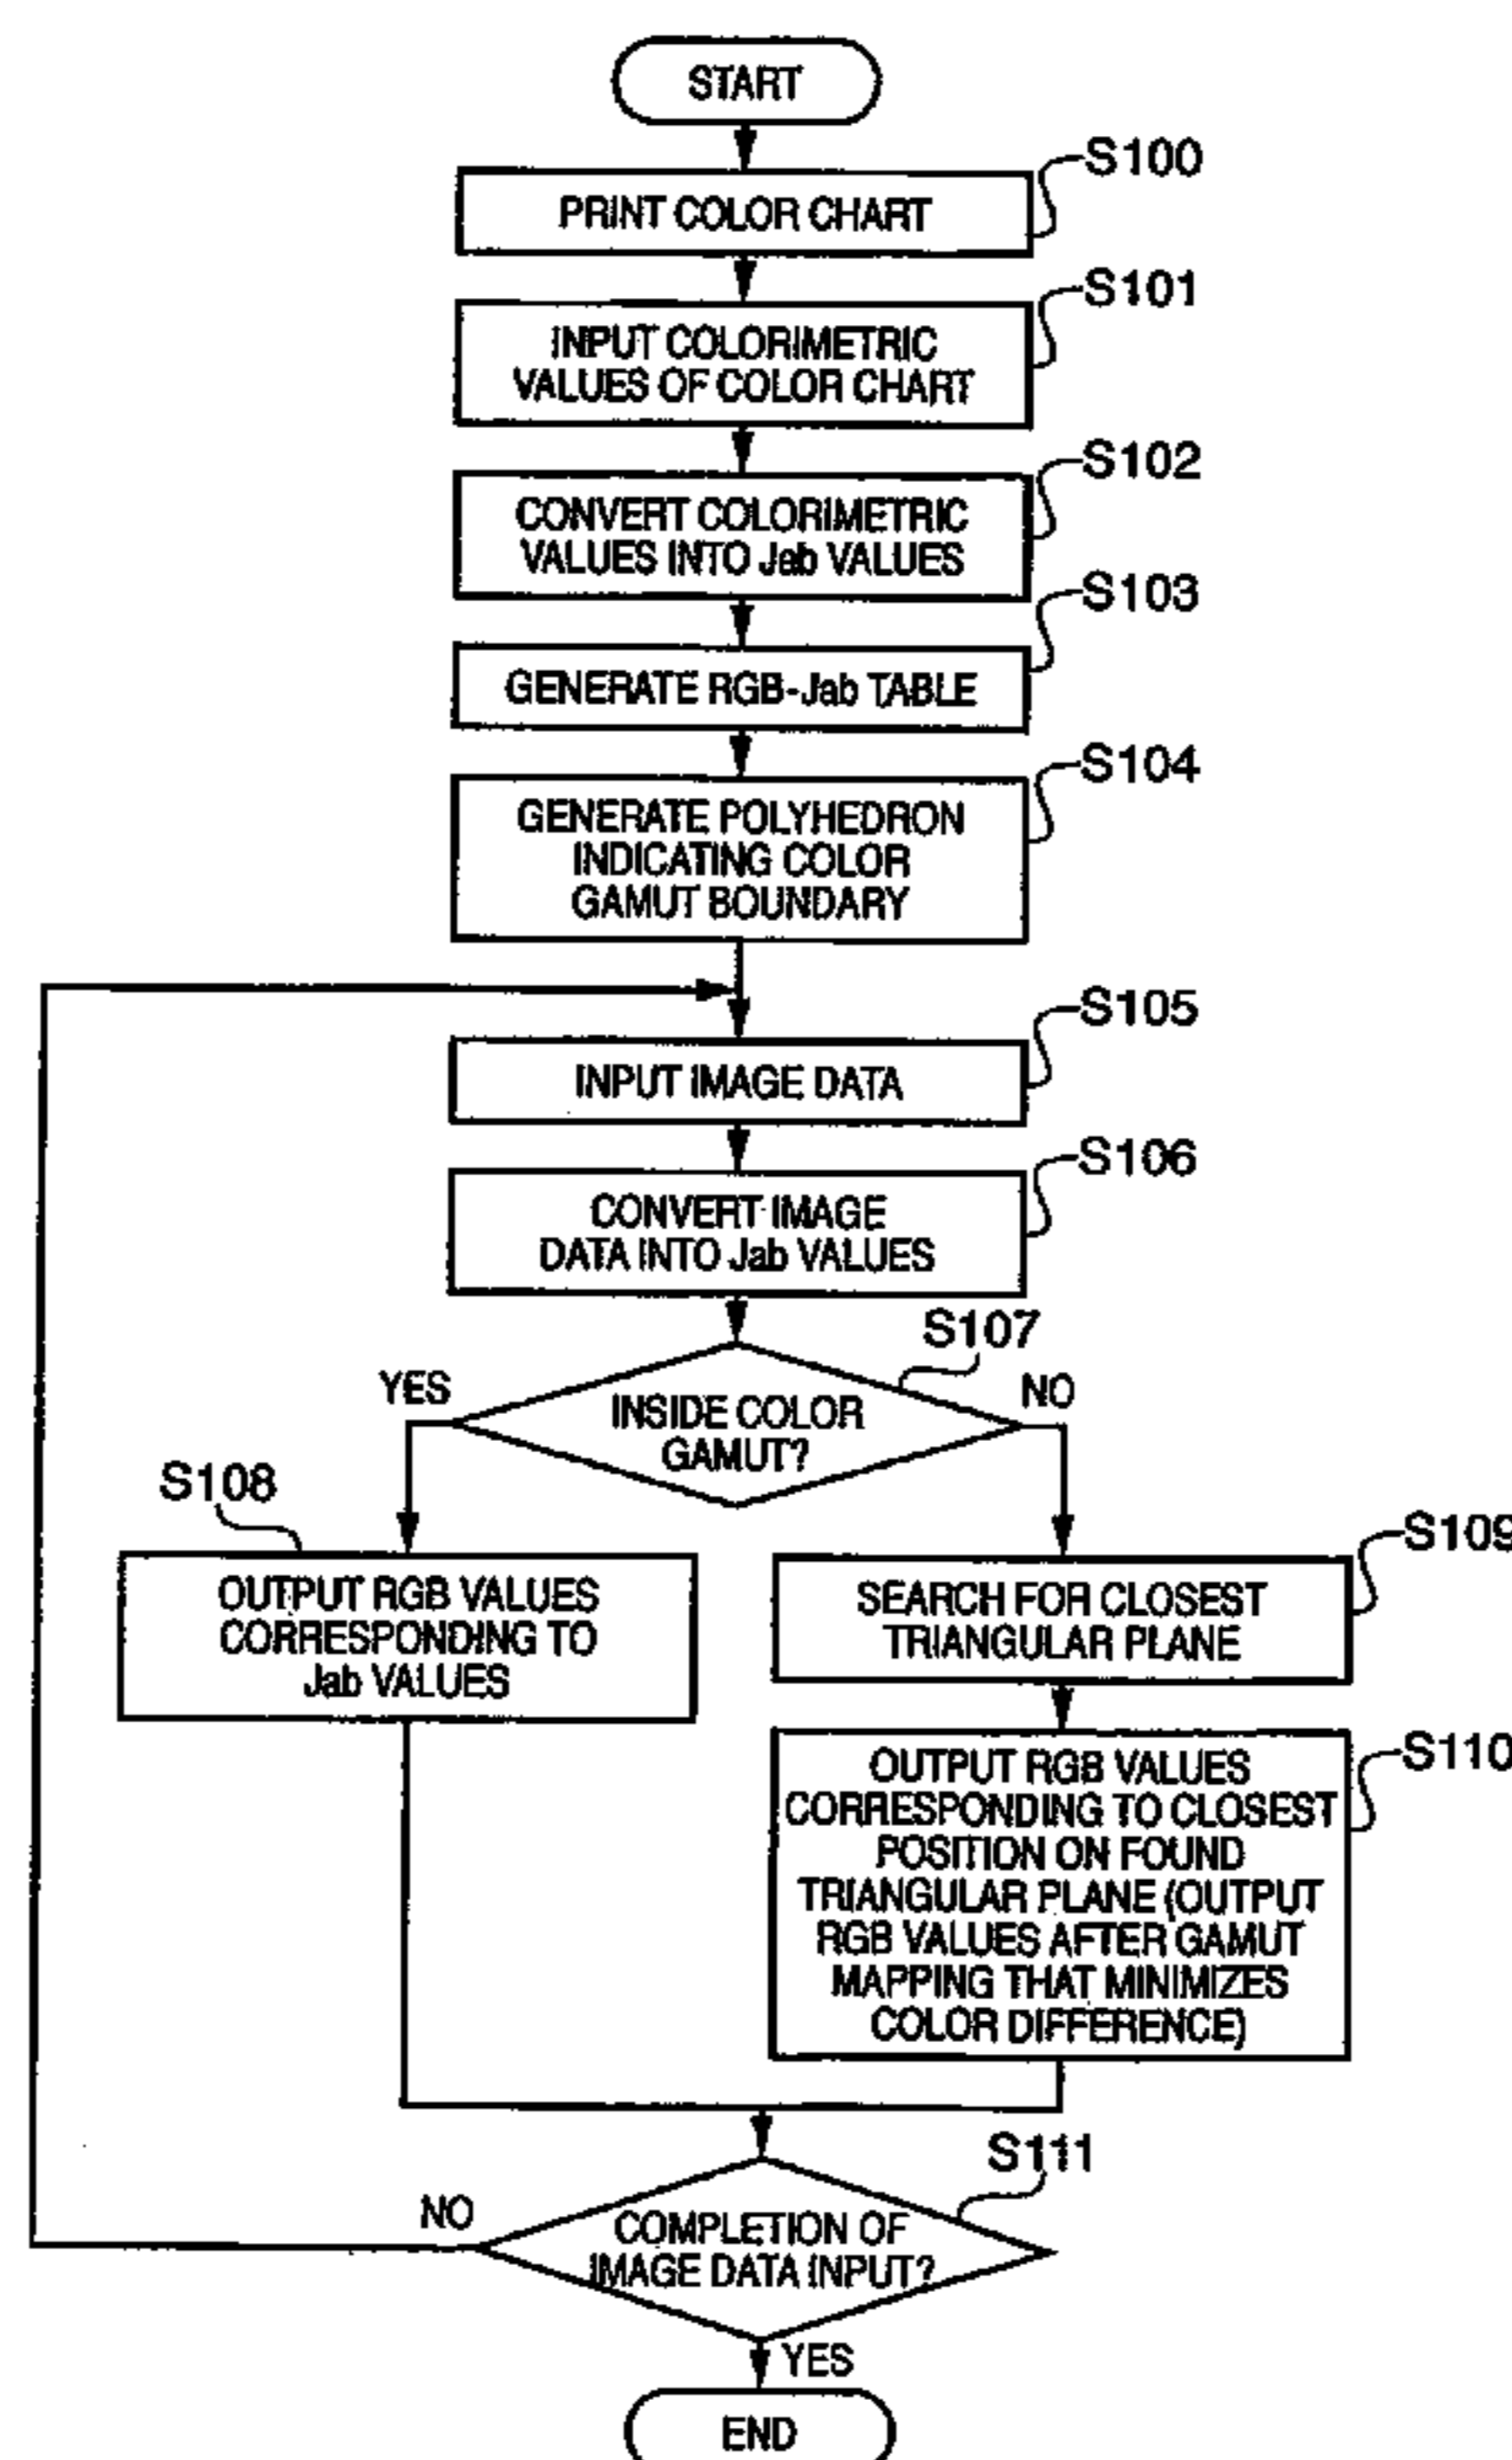 START
S100
PRINT COLOR CHART
S101
INPUT COLORIMETRIC
VALUES OF COLOR CHART
S102
CONVERT COLORIMETRIC
VALUES INTO Jab VALUES
S103
GENERATE RGB-Jab TABLE
S104
GENERATE POLYHEDRON
INDICATING COLOR
GAMUT BOUNDARY
S105
INPUT IMAGE DATA
S106
CONVERT IMAGE
DATA INTO Jab VALUES
S107
YES
NO
INSIDE COLOR
GAMUT?
S108
OUTPUT RGB VALUES
CORRESPONDING TO
Jab VALUES
S109
SEARCH FOR CLOSEST
TRIANGULAR PLANE
S110
OUTPUT RGB VALUES
CORRESPONDING TO CLOSEST
POSITION ON FOUND
TRIANGULAR PLANE (OUTPUT
RGB VALUES AFTER GAMUT
MAPPING THAT MINIMIZES
COLOR DIFFERENCE)
S111
NO
COMPLETION OF
IMAGE DATA INPUT?
YES
END